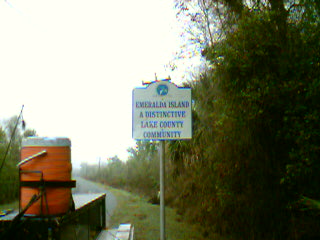 EMERALDA ISLAND
A DISTINCTIVE
LAKE COUNTY
COMMUNITY